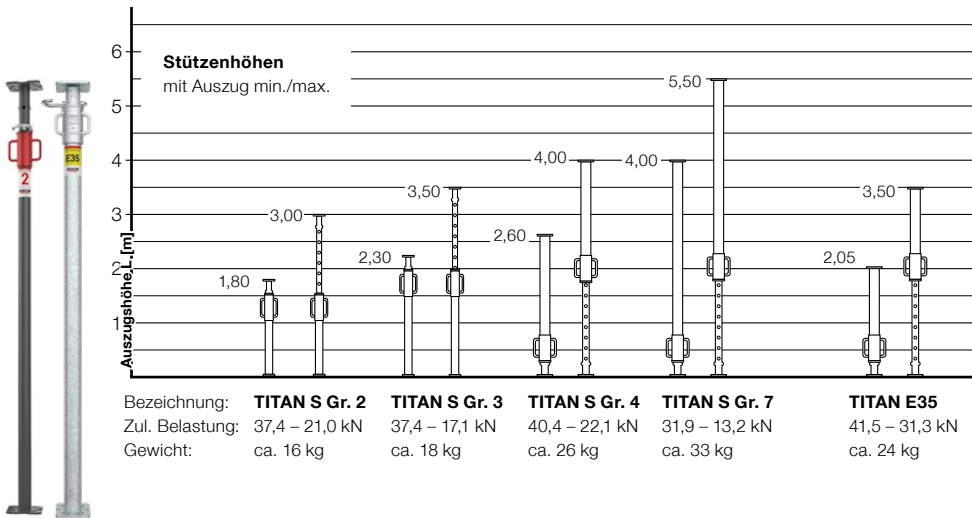 Stützenhöhen
mit Auszug min./max.
6
5
4
3
2
1
Auszugshöhe L [m]
1,80
3,00
2,30
3,50
2,60
4,00
4,00
5,50
2,05
3,50
2
E35
Bezeichnung: TITAN S Gr. 2 TITAN S Gr. 3 TITAN S Gr. 4 TITAN S Gr. 7 TITAN E35
Zul. Belastung: 37,4 – 21,0 kN 37,4 – 17,1 kN 40,4 – 22,1 kN 31,9 – 13,2 kN 41,5 – 31,3 kN
Gewicht: ca. 16 kg ca. 18 kg ca. 26 kg ca. 33 kg ca. 24 kg